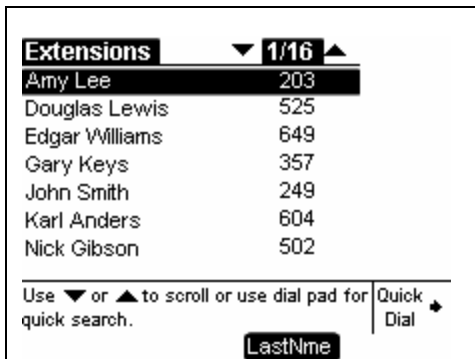 Extensions ▼ 1/16 ▲
Amy Lee 203
Douglas Lewis 525
Edgar Williams 649
Gary Keys 357
John Smith 249
Karl Anders 604
Nick Gibson 502
Use ▼ or ▲ to scroll or use dial pad for
quick search.
Quick
Dial
LastNme